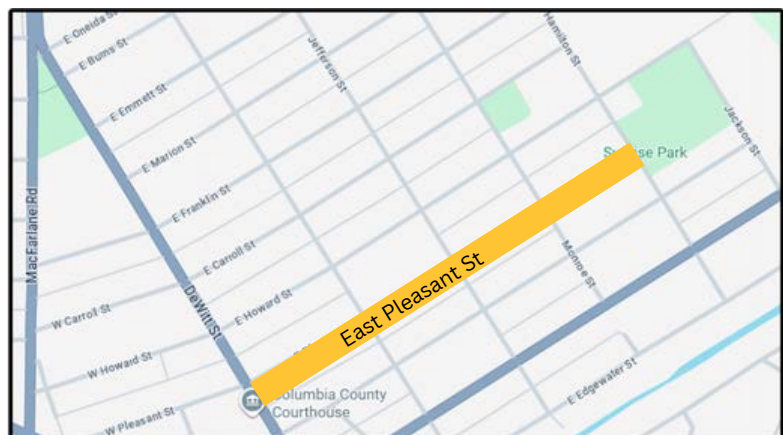 E Oneida St
E Burns St
E Emmett St
E Marion St
E Franklin St
E Carroll St
E Howard St
Jefferson St
Hamilton St
Jackson St
Park
Monroe St
MacFarlane Rd
DeWitt St
W Carroll St
W Howard St
W Pleasant St
East Pleasant St
Columbia County
Courthouse
E Edgewater St